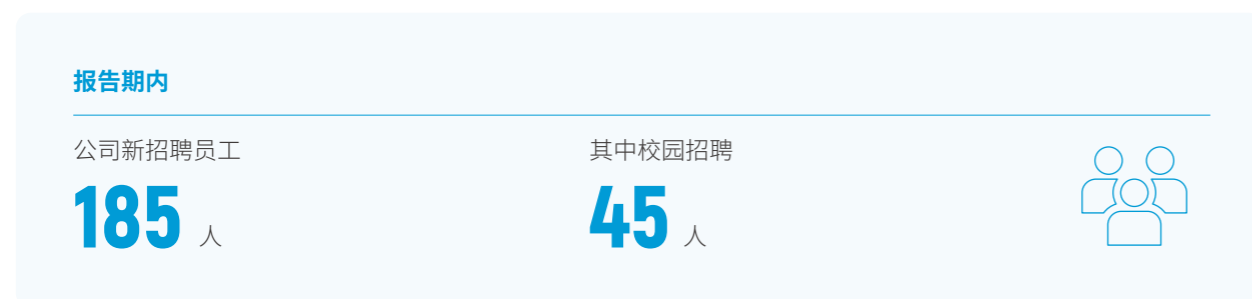 报告期内
公司新招聘员工
185 人
其中校园招聘
45 人